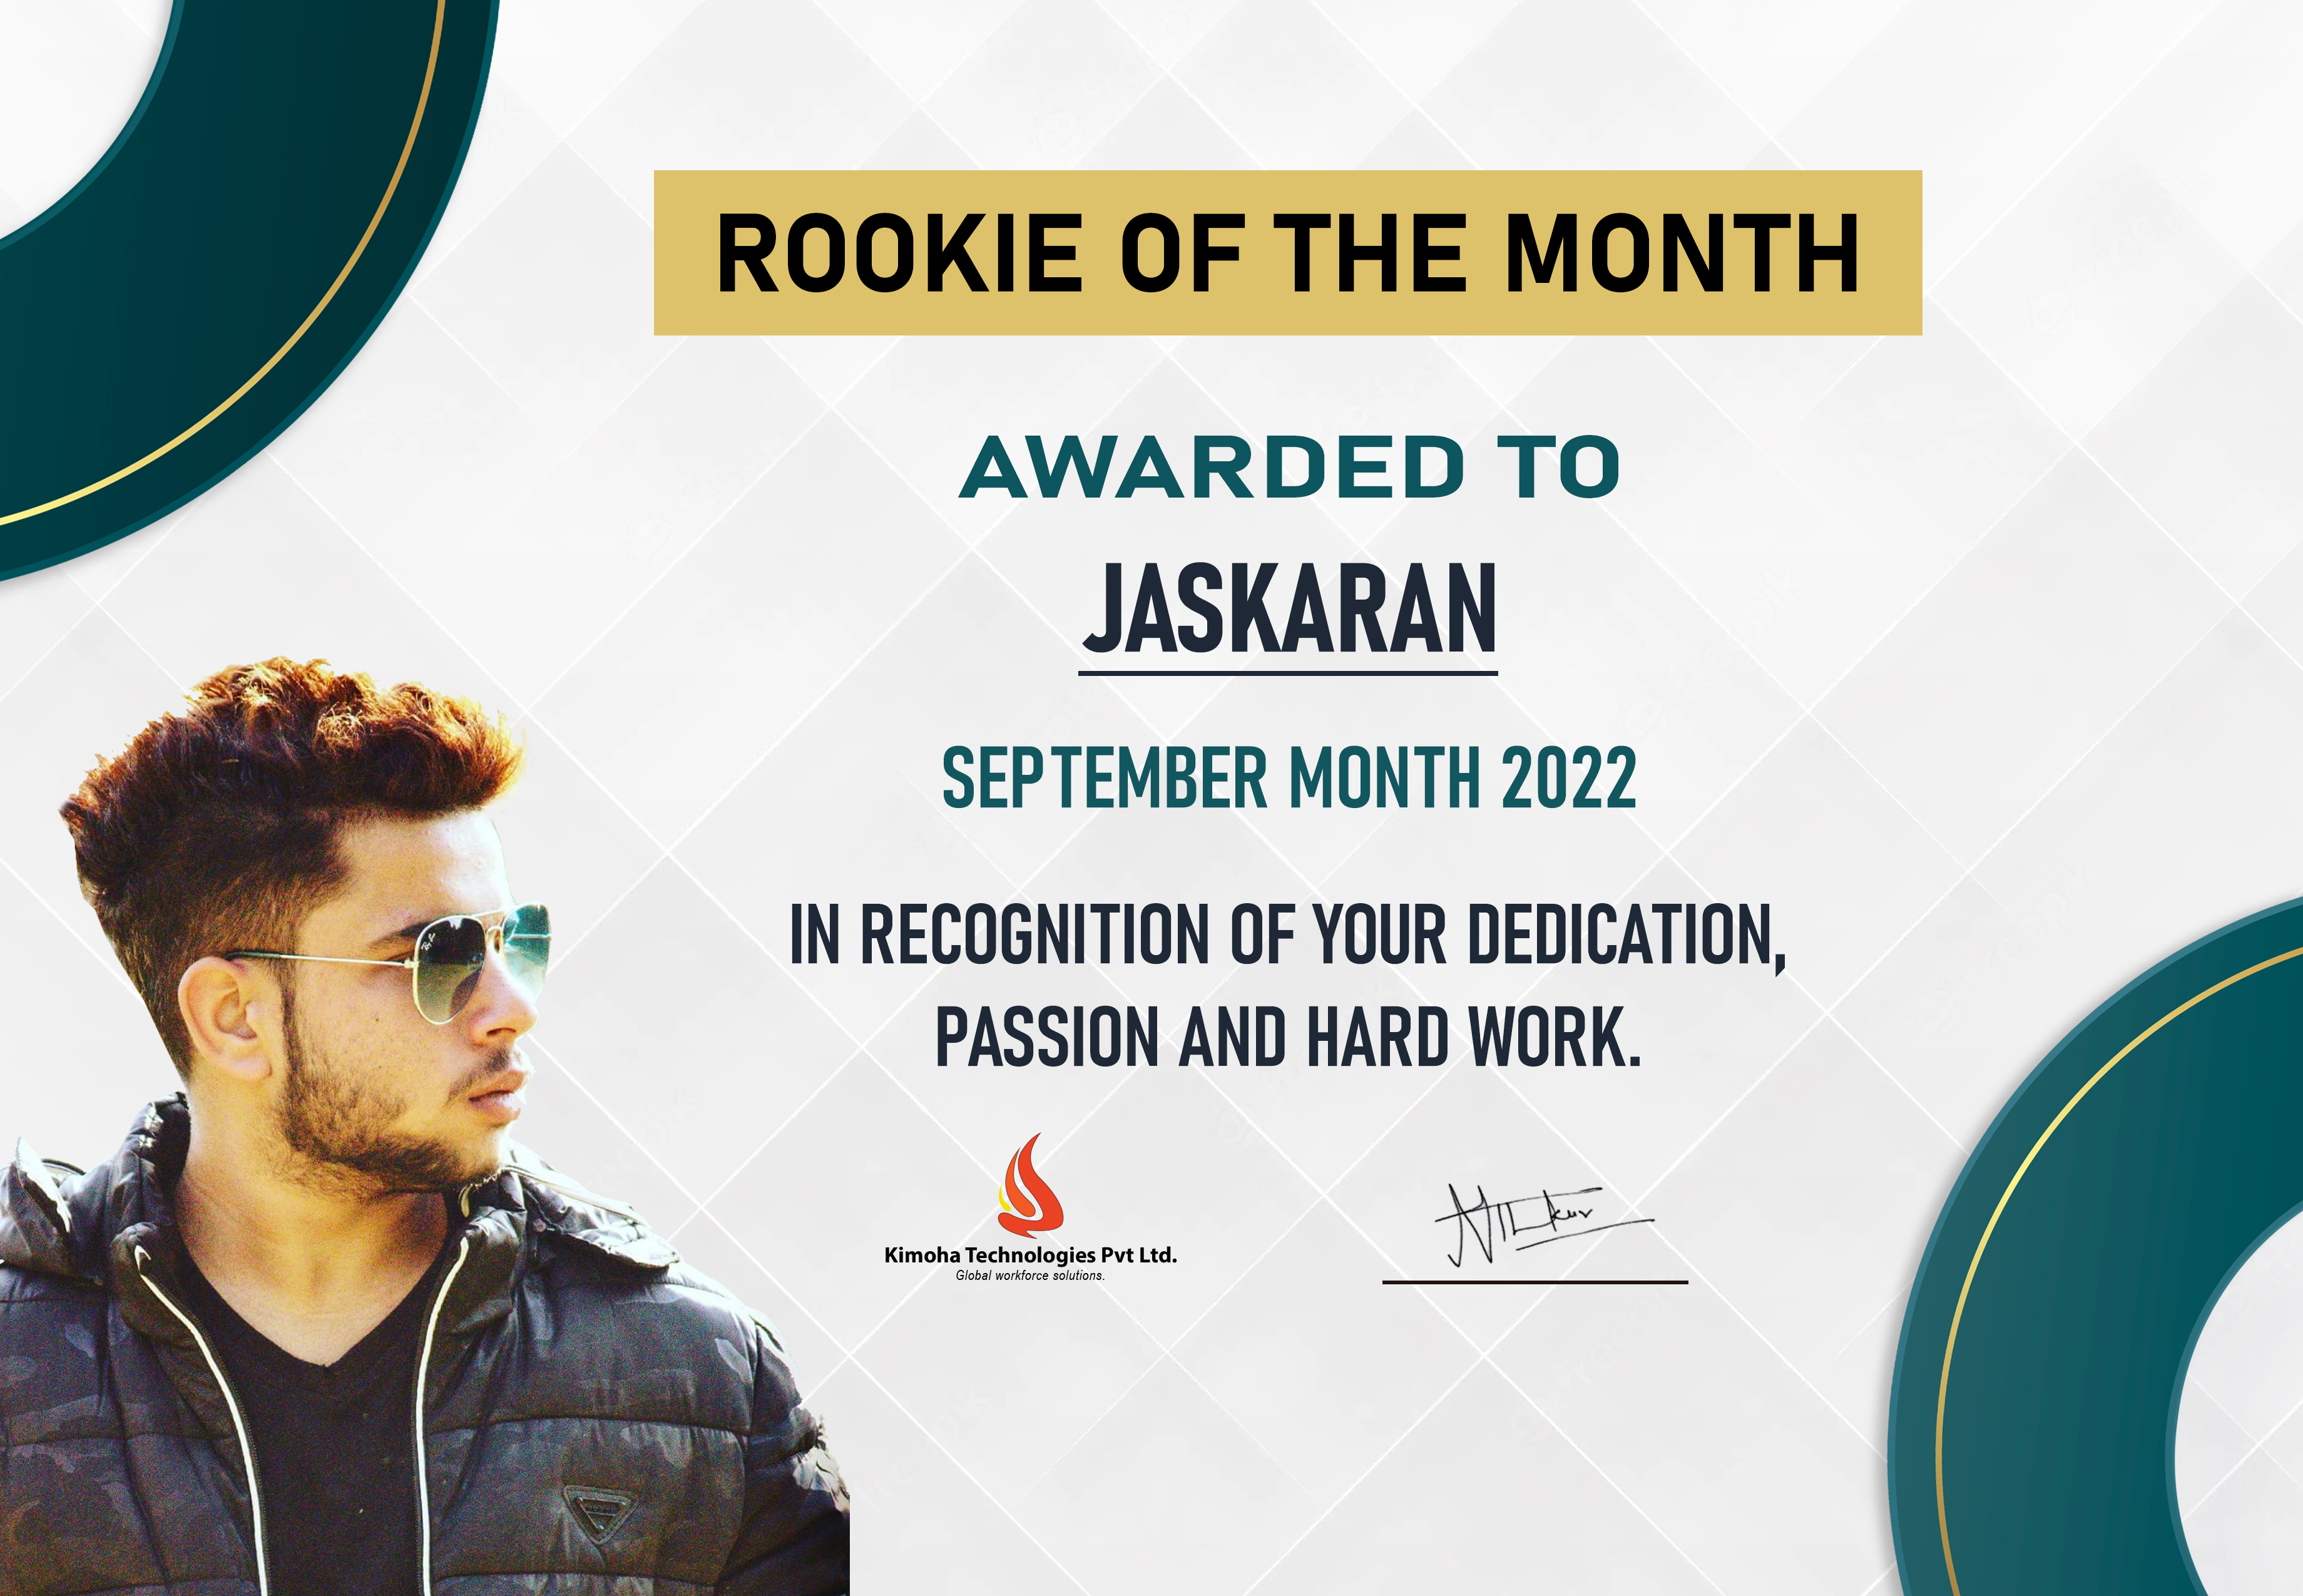 ROOKIE OF THE MONTH
AWARDED TO
JASKARAN
SEPTEMBER MONTH 2022
IN RECOGNITION OF YOUR DEDICATION,
PASSION AND HARD WORK.
Kimoha Technologies Pvt Ltd.
Global workforce solutions.